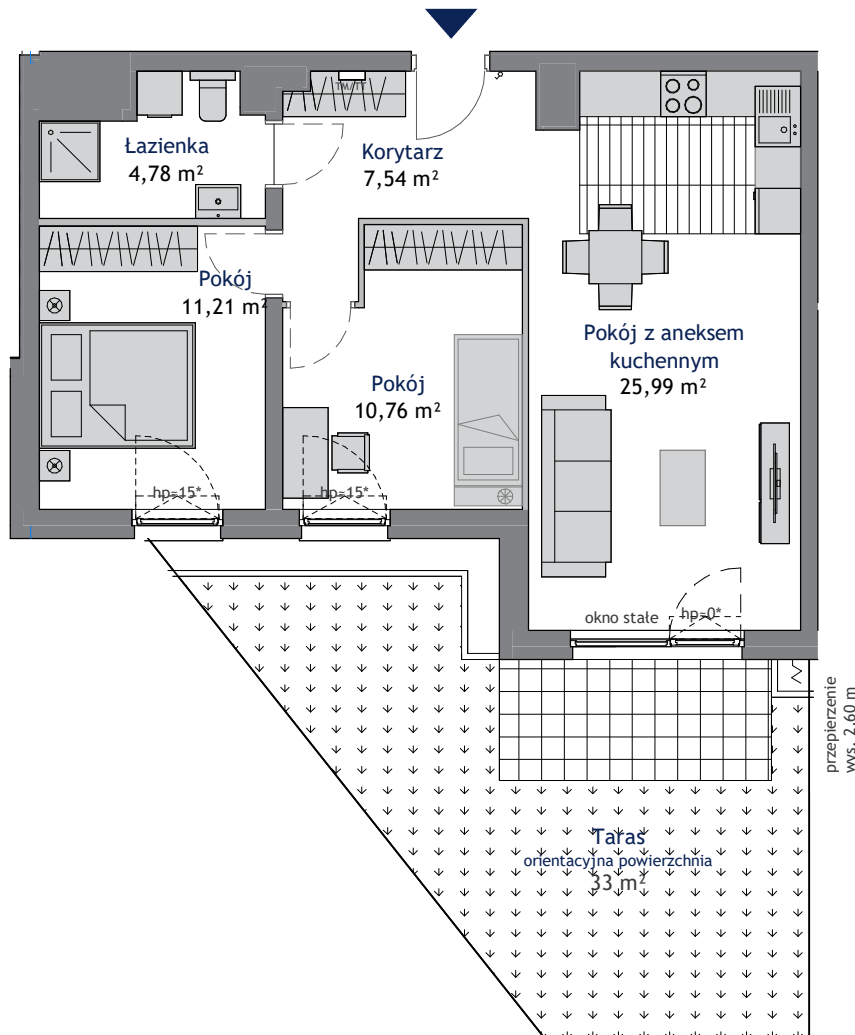 TM/TT
Łazienka
4,78 m²
Korytarz
7,54 m²
Pokój
11,21 m²
Pokój z aneksem
kuchennym
25,99 m²
Pokój
10,76 m²
hp=15*
hp=15*
okno stałe
hp=0*
przepierzenie
wys. 2,60 m
Taras
orientacyjna powierzchnia
33 m²